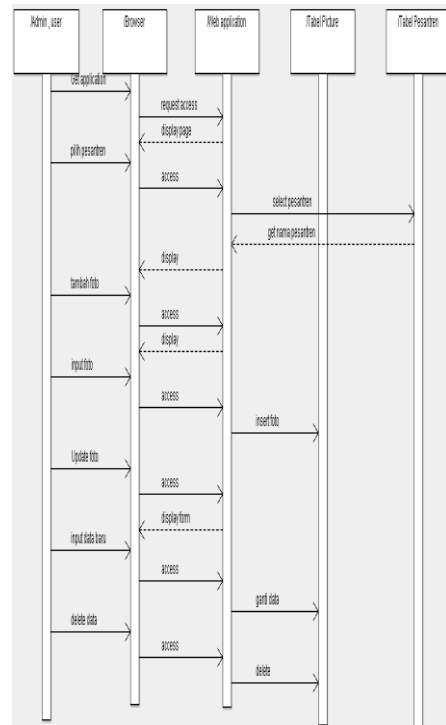 /Admin_user
/Browser
/Web application
/Tabel Picture
/Tabel Pesantren
Get application
request access
display page
pilih pesantren
access
select pesantren
get nama pesantren
display
tambah foto
access
display
input foto
access
insert foto
Update foto
access
display form
input data baru
access
ganti data
delete data
access
delete